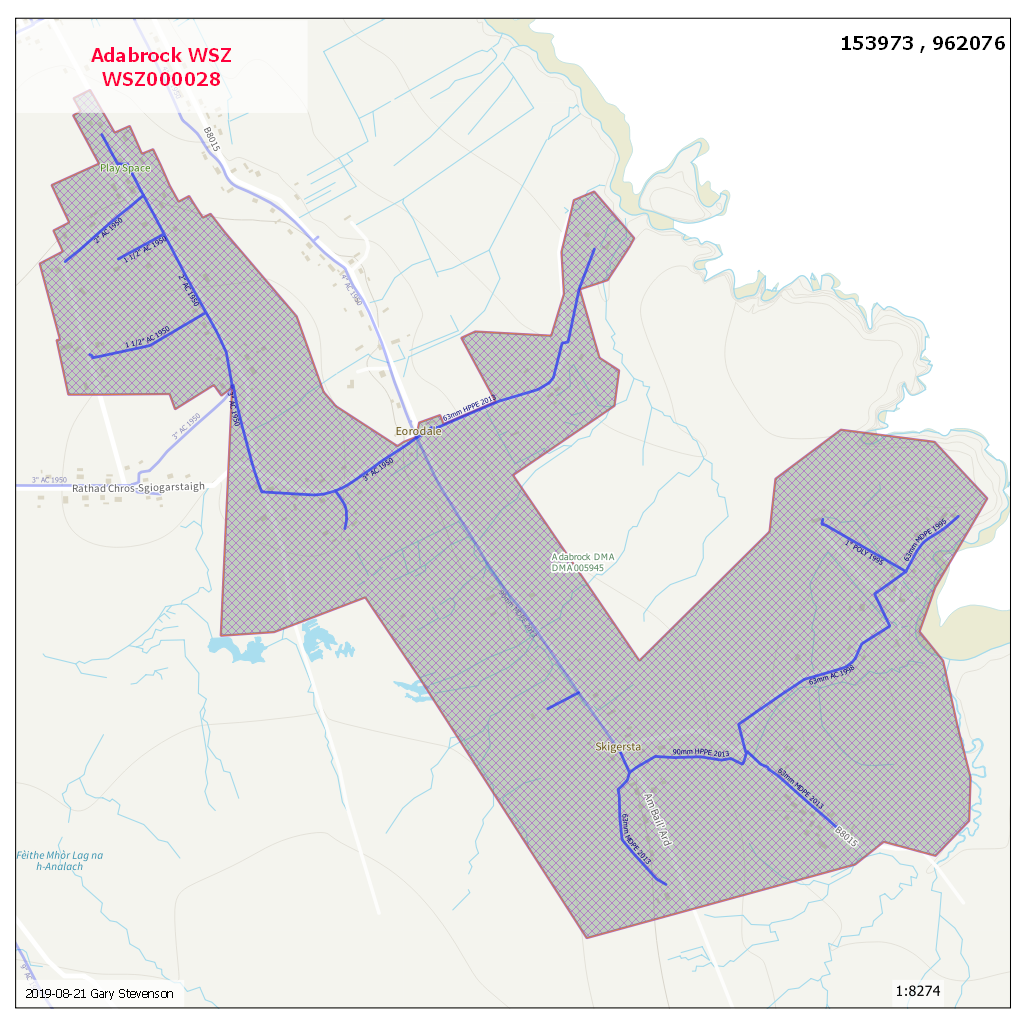 Adabrock WSZ
WSZ000028
153973 , 962076
B8015
Play Space
2" AC 1950
1 1/2" AC 1950
2" AC 1950
1 1/2" AC 1950
3" AC 1950
3" AC 1950
63mm HPPE 2013
Eorodale
3" AC 1950
3" AC 1950
Rathad Chros-Sgiogarstaigh
Adabrock DMA
DMA005945
1" POLY 1995
63mm MDPE 1995
63mm AC 1998
Skigersta
90mm HPPE 2013
63mm MDPE 2013
Am Bail' Ard
63mm MDPE 2013
B8015
Fèithe Mhòr Lag na
h-Analach
2019-08-21 Gary Stevenson
1:8274